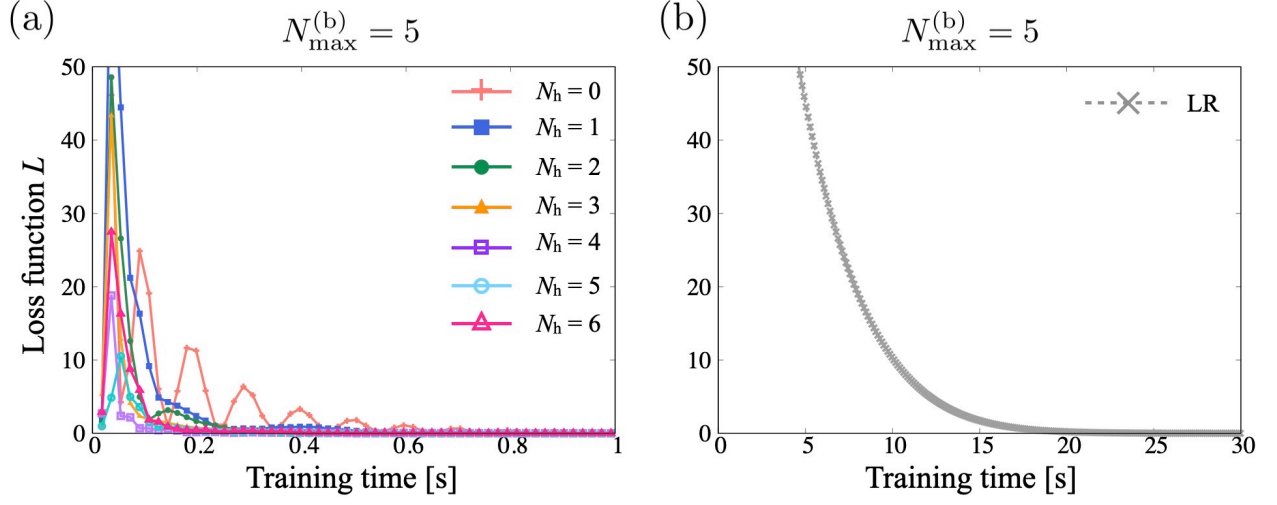 (a)
N_max^(b) = 5
Loss function L
50
40
30
20
10
0
N_h = 0
N_h = 1
N_h = 2
N_h = 3
N_h = 4
N_h = 5
N_h = 6
0 0.2 0.4 0.6 0.8 1
Training time [s]
(b)
N_max^(b) = 5
50
40
30
20
10
0
LR
0 5 10 15 20 25 30
Training time [s]